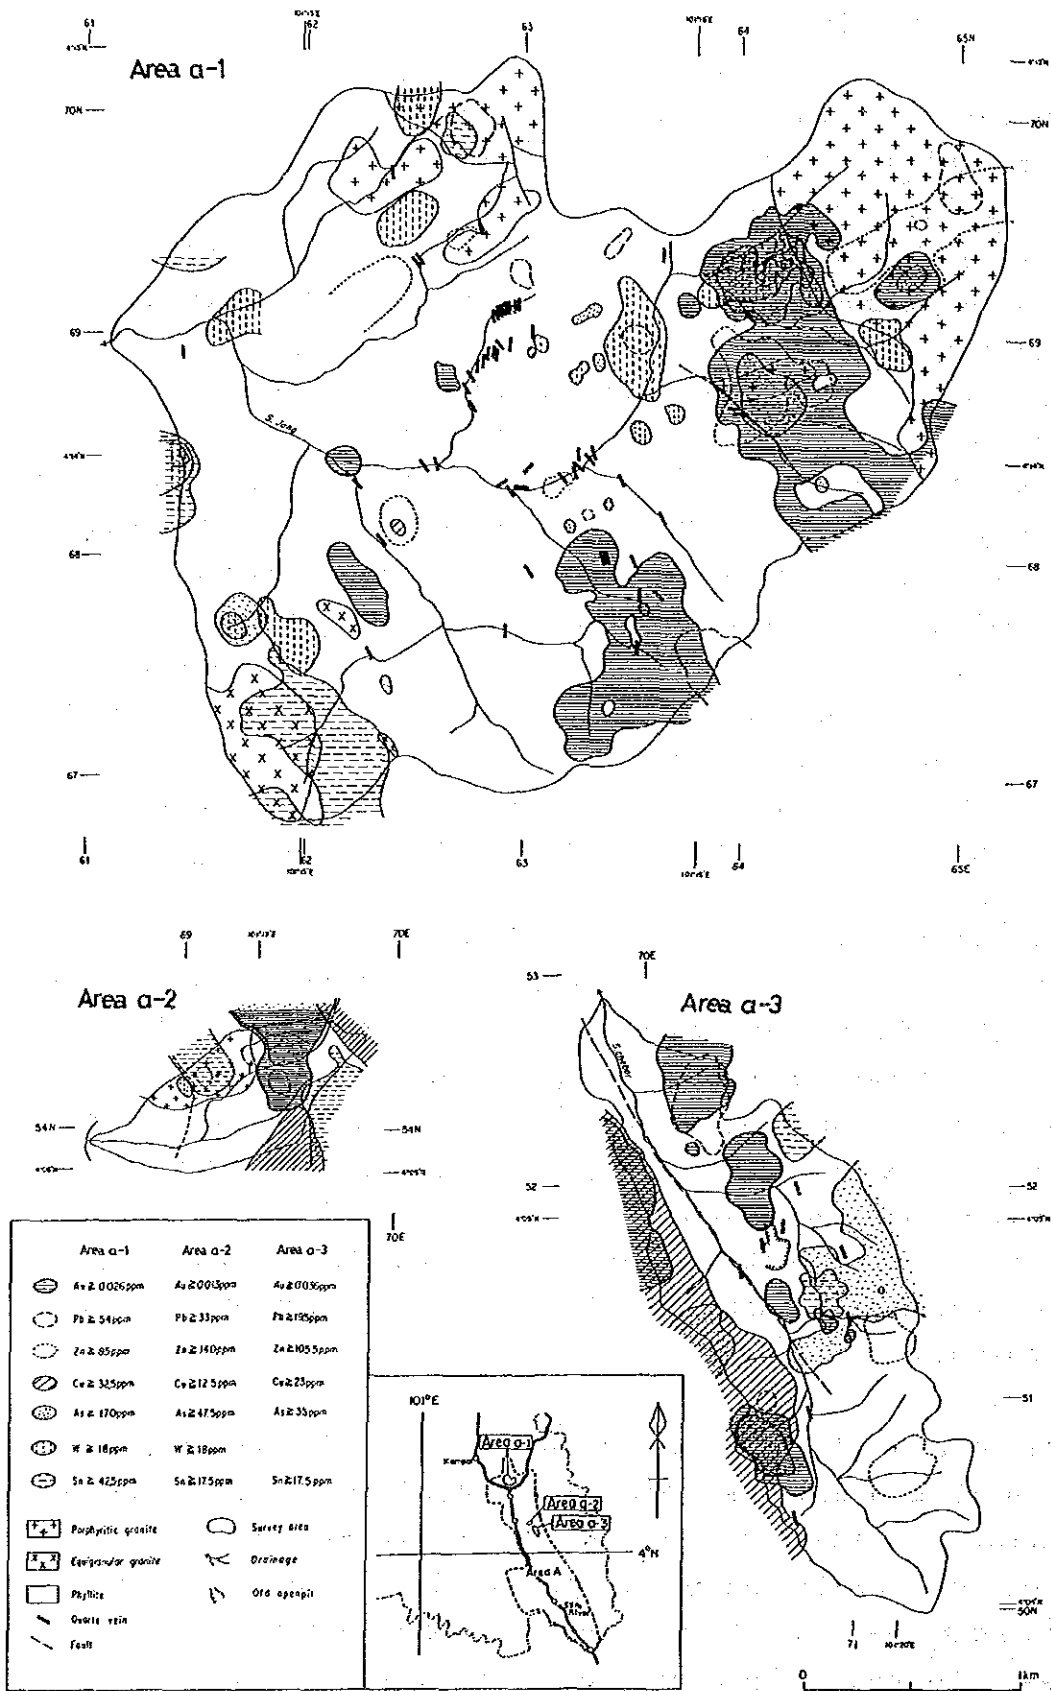 61
62
63
64
65N
Area a-1
70N
70N
69
69
S. Jong
68
68
67
67
61
62
63
64
65E
69
70E
Area a-2
54N
54N
70E
53
70E
Area a-3
52
52
51
50N
71
Area a-1 Area a-2 Area a-3
Pb ≧ 54ppm Pb ≧ 33ppm
Zn ≧ 85ppm Zn ≧ 140ppm Zn ≧ 105.5ppm
Cu ≧ 32.5ppm Cu ≧ 12.5ppm Cu ≧ 23ppm
As ≧ 170ppm As ≧ 47.5ppm As ≧ 35ppm
W ≧ 18ppm W ≧ 18ppm
Sn ≧ 42.5ppm Sn ≧ 17.5ppm Sn ≧ 17.5ppm
Porphyritic granite
Survey area
Equigranular granite
Drainage
Phyllite
Old openpit
Quartz vein
Fault
101°E
Area a-1
Area a-2
Area a-3
4°N
Area A
River
0 1km